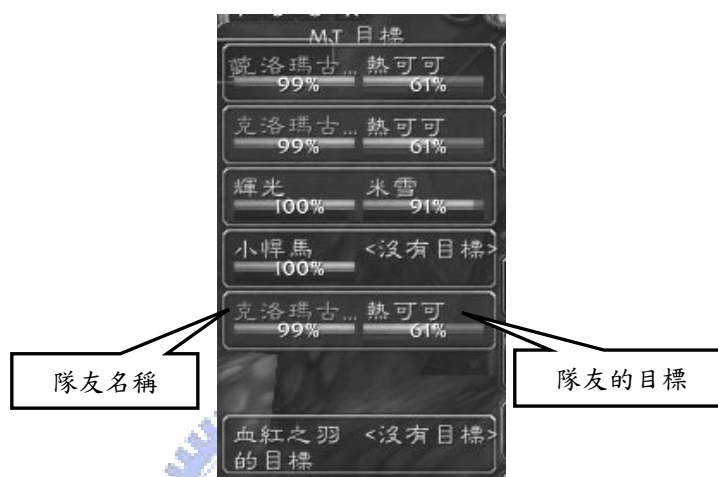 MT 目標
克洛瑪古... 熱可可
99% 61%
克洛瑪古... 熱可可
99% 61%
輝光 米雪
100% 91%
小悍馬 <沒有目標>
100%
克洛瑪古... 熱可可
99% 61%
隊友名稱
隊友的目標
血紅之羽 <沒有目標>
的目標